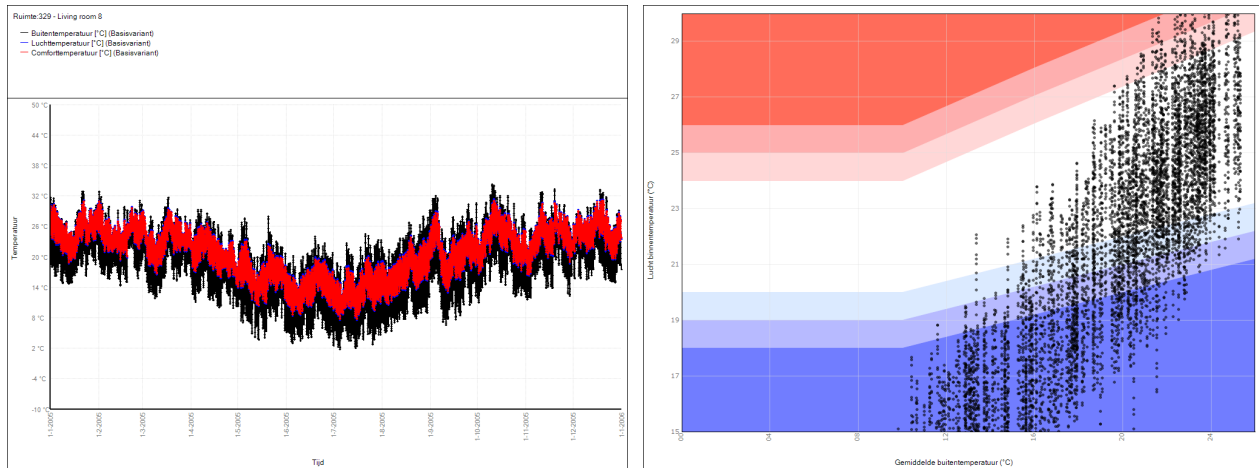 Ruimte:329 - Living room 8
Buitentemperatuur [°C] (Basisvariant)
Luchttemperatuur [°C] (Basisvariant)
Comforttemperatuur [°C] (Basisvariant)
50 °C
44 °C
38 °C
32 °C
26 °C
20 °C
14 °C
8 °C
2 °C
-4 °C
-10 °C
Temperatuur
1-1-2005
1-2-2005
1-3-2005
1-4-2005
1-5-2005
1-6-2005
1-7-2005
1-8-2005
1-9-2005
1-10-2005
1-11-2005
1-12-2005
1-1-2006
Tijd
29
27
25
23
21
19
17
15
Lucht binnentemperatuur (°C)
00
04
08
12
16
20
24
Gemiddelde buitentemperatuur (°C)